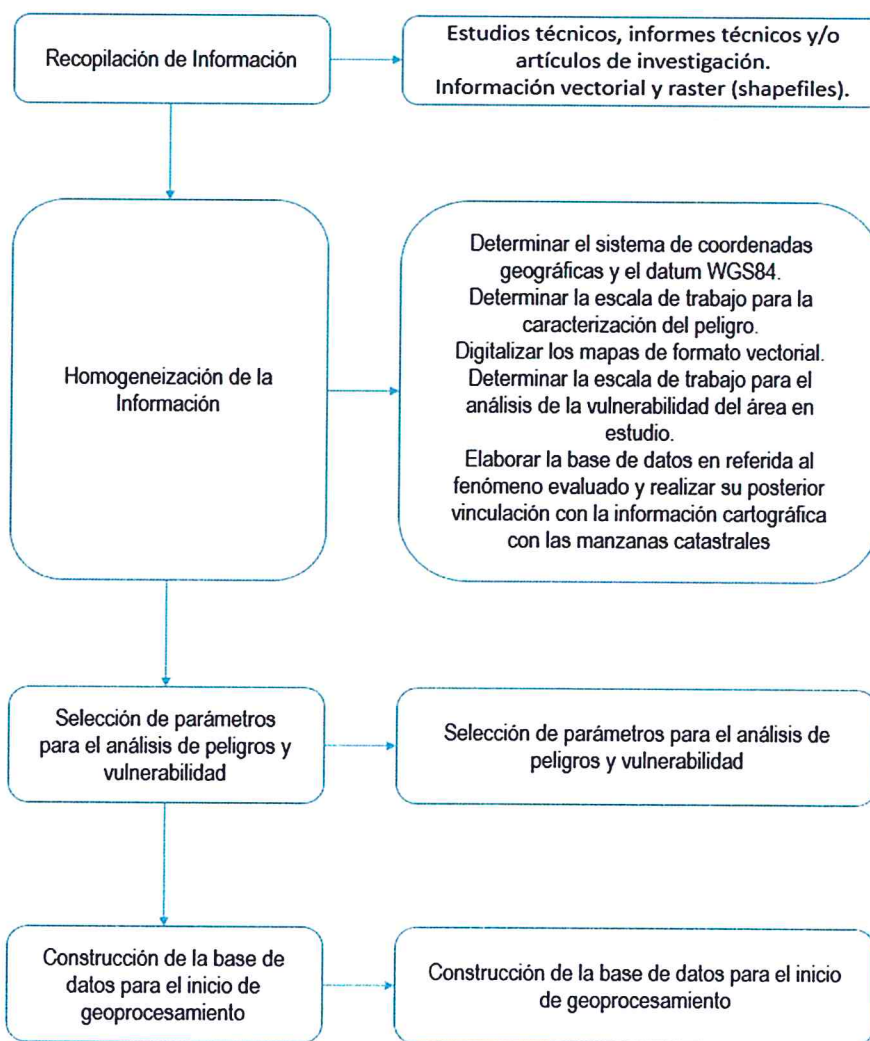 Recopilación de Información
Estudios técnicos, informes técnicos y/o
artículos de investigación.
Información vectorial y raster (shapefiles).
Homogeneización de la
Información
Determinar el sistema de coordenadas
geográficas y el datum WGS84.
Determinar la escala de trabajo para la
caracterización del peligro.
Digitalizar los mapas de formato vectorial.
Determinar la escala de trabajo para el
análisis de la vulnerabilidad del área en
estudio.
Elaborar la base de datos en referida al
fenómeno evaluado y realizar su posterior
vinculación con la información cartográfica
con las manzanas catastrales
Selección de parámetros
para el análisis de peligros y
vulnerabilidad
Selección de parámetros para el análisis de
peligros y vulnerabilidad
Construcción de la base de
datos para el inicio de
geoprocesamiento
Construcción de la base de datos para el inicio
de geoprocesamiento